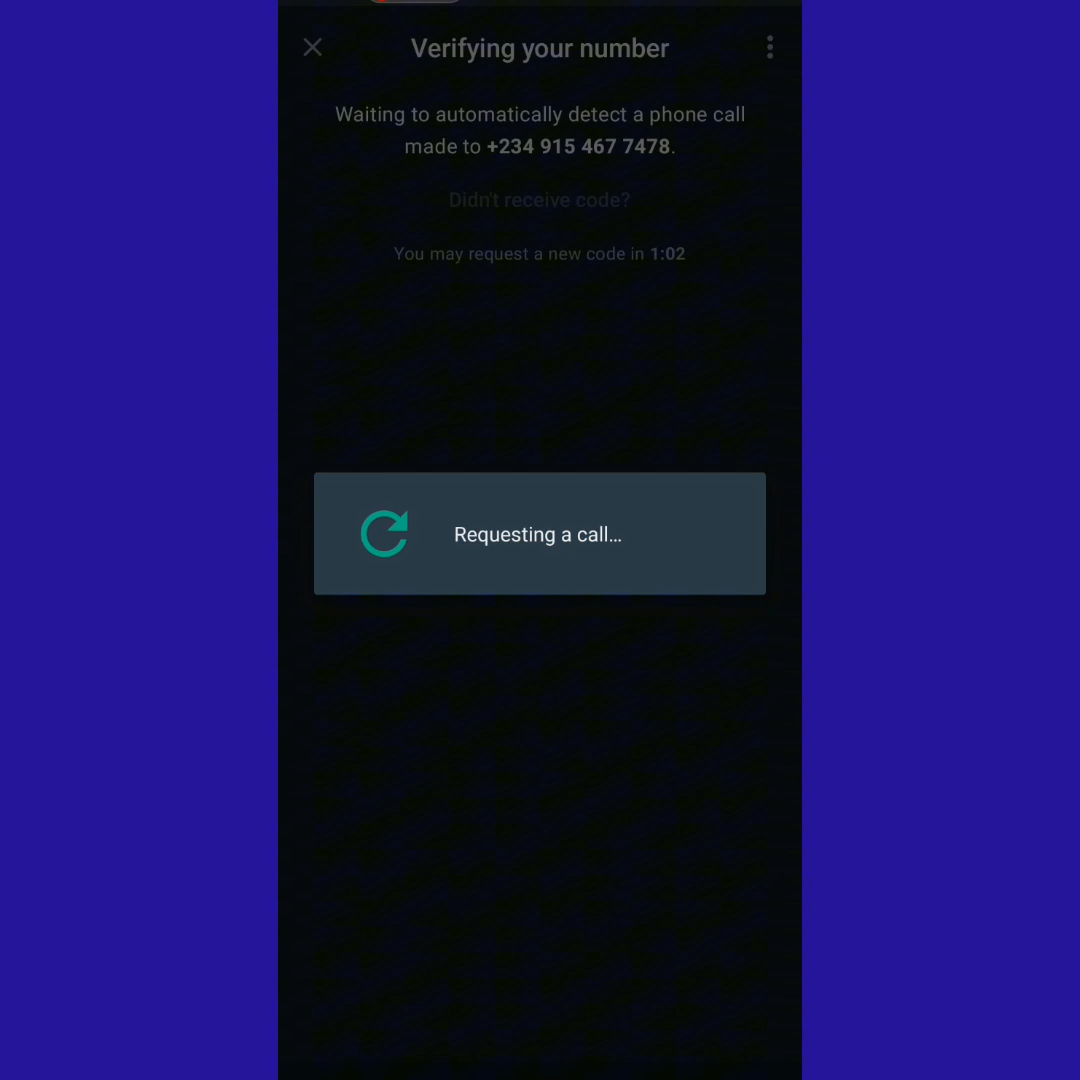 Verifying your number
Waiting to automatically detect a phone call
made to +234 915 467 7478.
Didn't receive code?
You may request a new code in 1:02
Requesting a call...